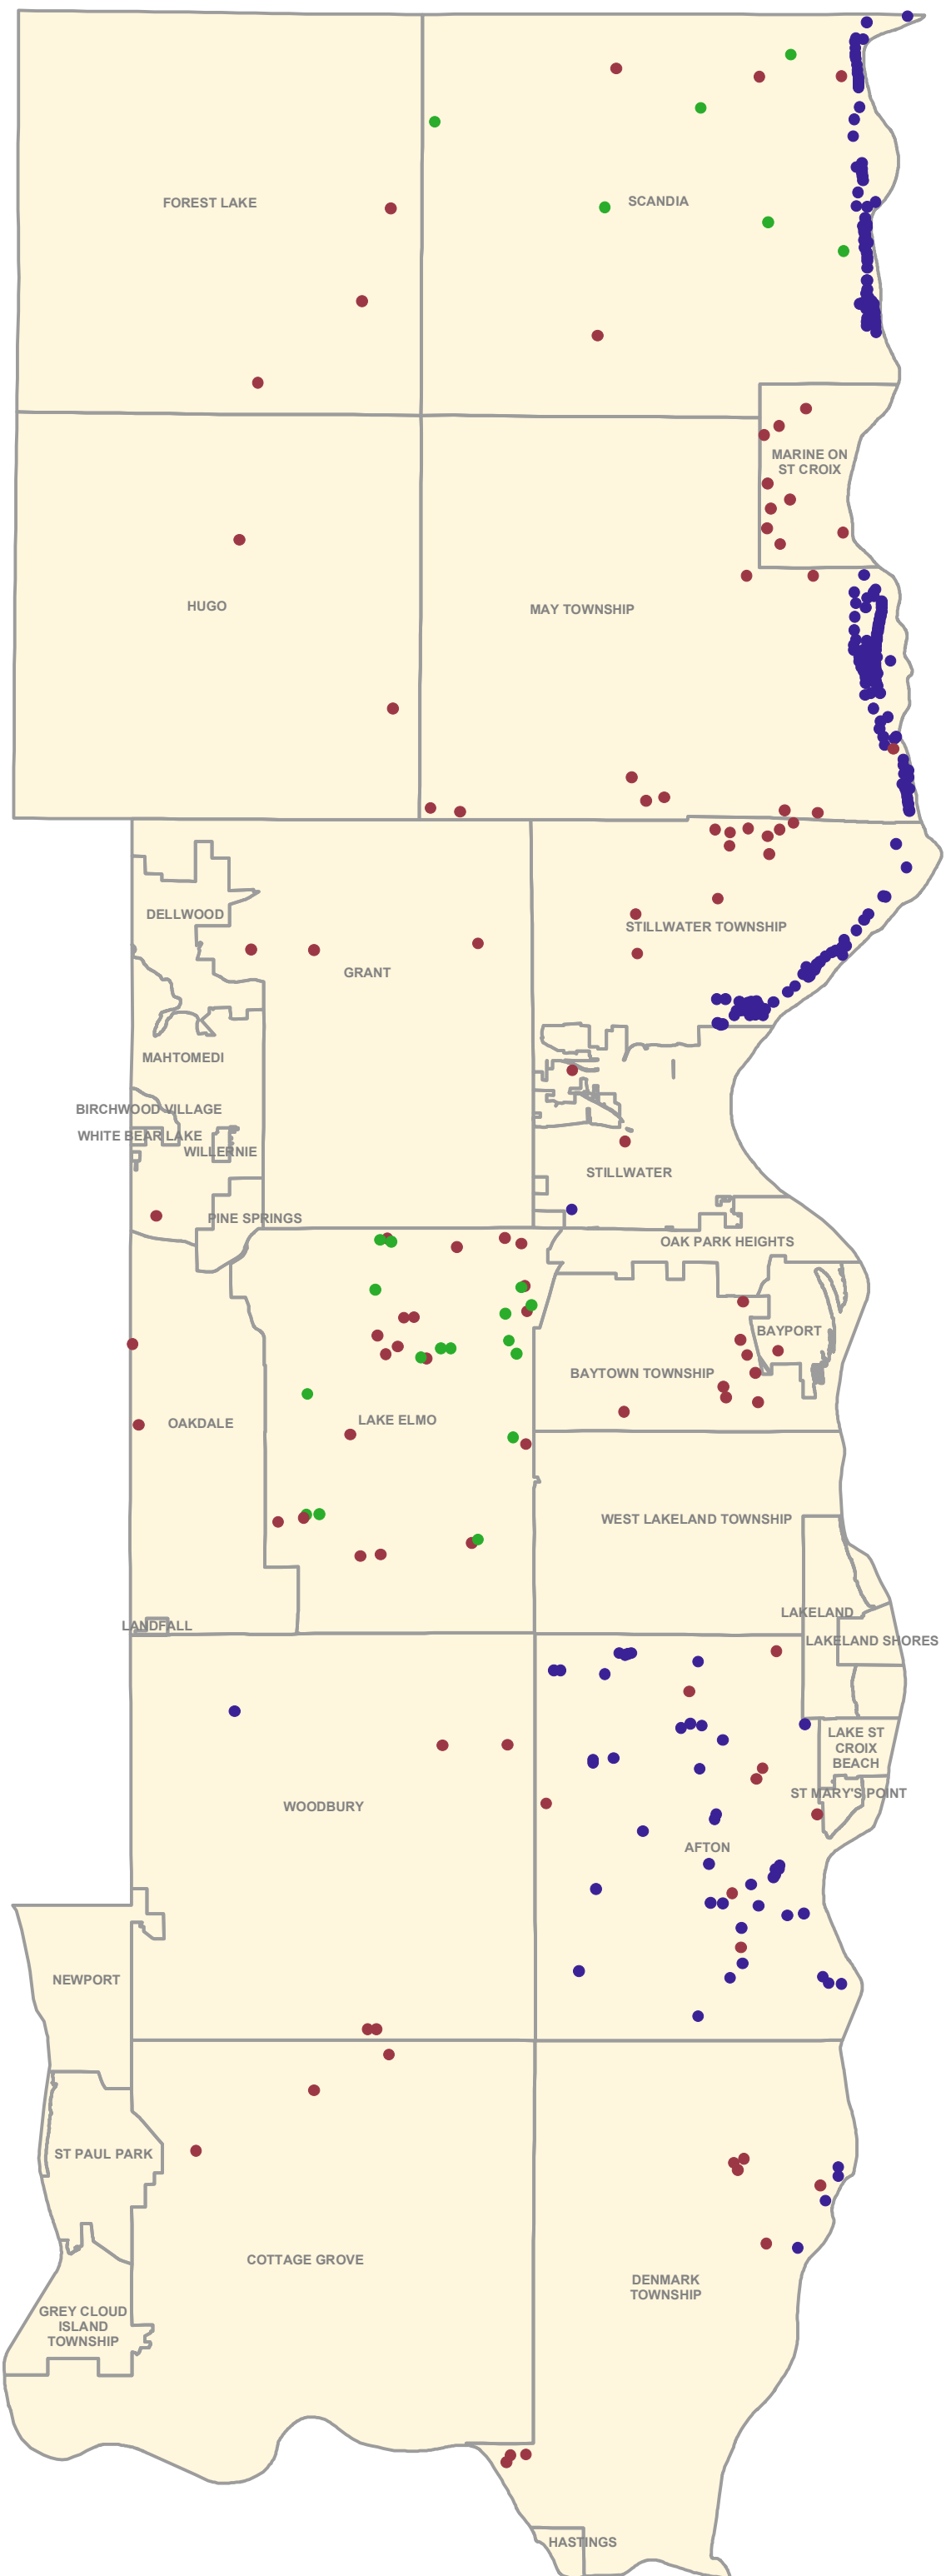 FOREST LAKE
SCANDIA
MARINE ON
ST CROIX
HUGO
MAY TOWNSHIP
DELLWOOD
STILLWATER TOWNSHIP
GRANT
MAHTOMEDI
BIRCHWOOD VILLAGE
WHITE BEAR LAKE
WILLERNIE
STILLWATER
PINE SPRINGS
OAK PARK HEIGHTS
BAYPORT
BAYTOWN TOWNSHIP
LAKE ELMO
OAKDALE
WEST LAKELAND TOWNSHIP
LAKELAND
LANDFALL
LAKELAND SHORES
LAKE ST
CROIX
BEACH
ST MARY'S POINT
WOODBURY
AFTON
NEWPORT
ST PAUL PARK
COTTAGE GROVE
DENMARK
TOWNSHIP
GREY CLOUD
ISLAND
TOWNSHIP
HASTINGS